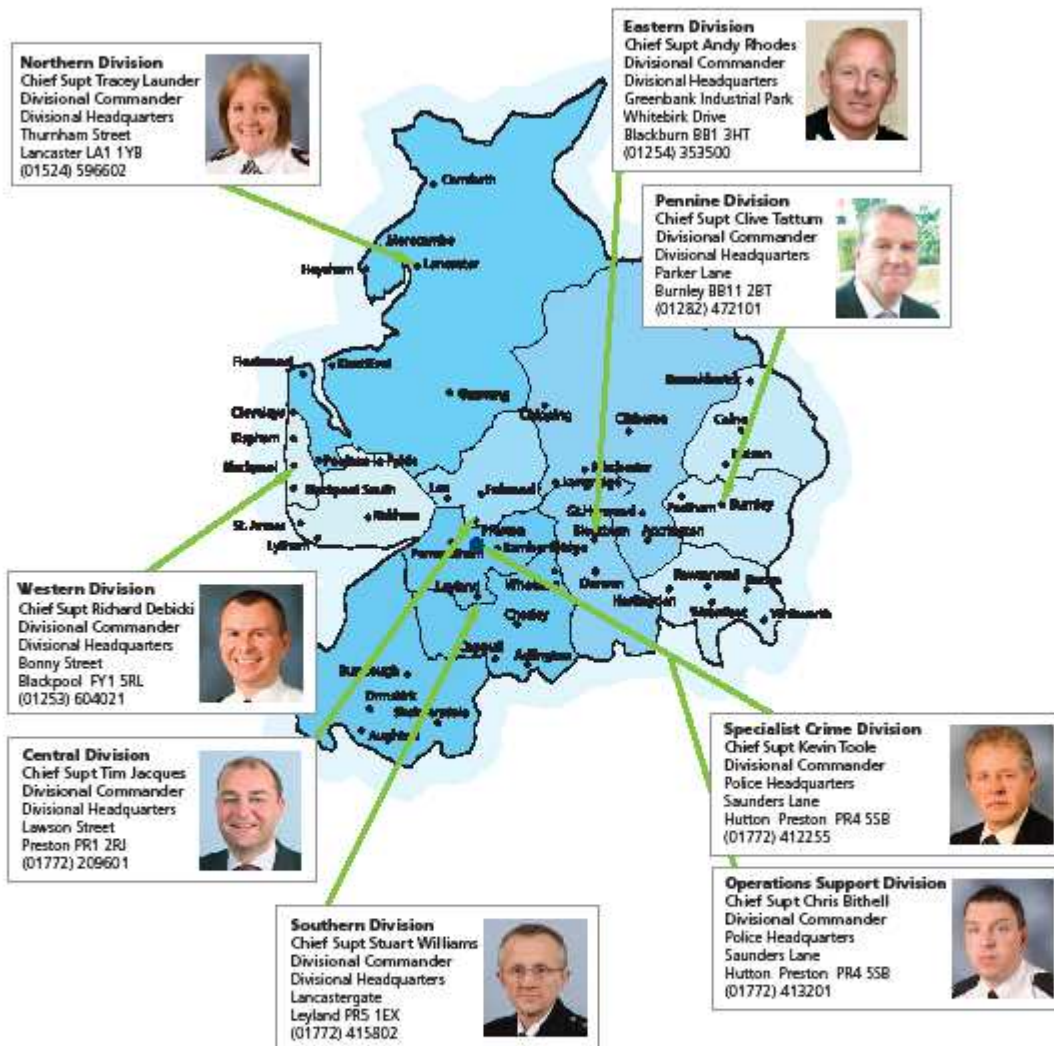 Northern Division
Chief Supt Tracey Launder
Divisional Commander
Divisional Headquarters
Thurnham Street
Lancaster LA1 1YB
(01524) 596602
Eastern Division
Chief Supt Andy Rhodes
Divisional Commander
Divisional Headquarters
Greenbank Industrial Park
Whitebirk Drive
Blackburn BB1 3HT
(01254) 353500
Pennine Division
Chief Supt Clive Tattum
Divisional Commander
Divisional Headquarters
Parker Lane
Burnley BB11 2BT
(01282) 472101
Carnforth
Morecambe
Heysham
Lancaster
Fleetwood
Garstang
Cleveleys
Bispham
Blackpool
Poulton-le-Fylde
Blackpool South
St. Annes
Kirkham
Lytham
Lea
Fulwood
Chipping
Clitheroe
Longridge
Colne
Nelson
Padiham
Burnley
Blackburn
Accrington
Preston
Bamber Bridge
Leyland
Darwen
Rawtenstall
Bacup
Haslingden
Whitworth
Chorley
Coppull
Adlington
Burscough
Ormskirk
Skelmersdale
Aughton
Western Division
Chief Supt Richard Debicki
Divisional Commander
Divisional Headquarters
Bonny Street
Blackpool FY1 5RL
(01253) 604021
Central Division
Chief Supt Tim Jacques
Divisional Commander
Divisional Headquarters
Lawson Street
Preston PR1 2RJ
(01772) 209601
Southern Division
Chief Supt Stuart Williams
Divisional Commander
Divisional Headquarters
Lancastergate
Leyland PR5 1EX
(01772) 415802
Specialist Crime Division
Chief Supt Kevin Toole
Divisional Commander
Police Headquarters
Saunders Lane
Hutton Preston PR4 5SB
(01772) 412255
Operations Support Division
Chief Supt Chris Bithell
Divisional Commander
Police Headquarters
Saunders Lane
Hutton Preston PR4 5SB
(01772) 413201